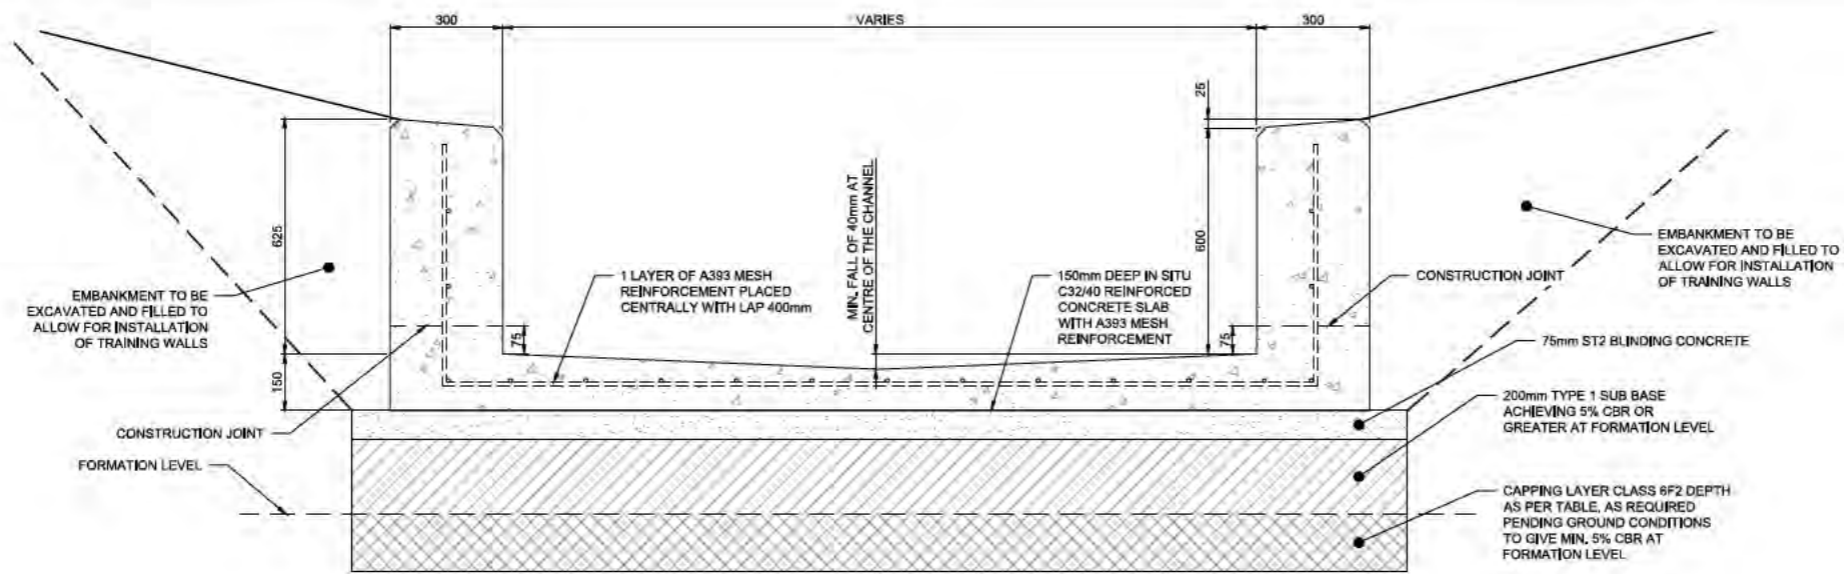 300
VARIES
300
25
625
150
75
MIN. FALL OF 40mm AT
CENTRE OF THE CHANNEL
600
75
EMBANKMENT TO BE
EXCAVATED AND FILLED TO
ALLOW FOR INSTALLATION
OF TRAINING WALLS
1 LAYER OF A393 MESH
REINFORCEMENT PLACED
CENTRALLY WITH LAP 400mm
150mm DEEP IN SITU
C32/40 REINFORCED
CONCRETE SLAB
WITH A393 MESH
REINFORCEMENT
CONSTRUCTION JOINT
EMBANKMENT TO BE
EXCAVATED AND FILLED TO
ALLOW FOR INSTALLATION
OF TRAINING WALLS
75mm ST2 BLINDING CONCRETE
200mm TYPE 1 SUB BASE
ACHIEVING 5% CBR OR
GREATER AT FORMATION LEVEL
CONSTRUCTION JOINT
FORMATION LEVEL
CAPPING LAYER CLASS 6F2 DEPTH
AS PER TABLE, AS REQUIRED
PENDING GROUND CONDITIONS
TO GIVE MIN. 5% CBR AT
FORMATION LEVEL